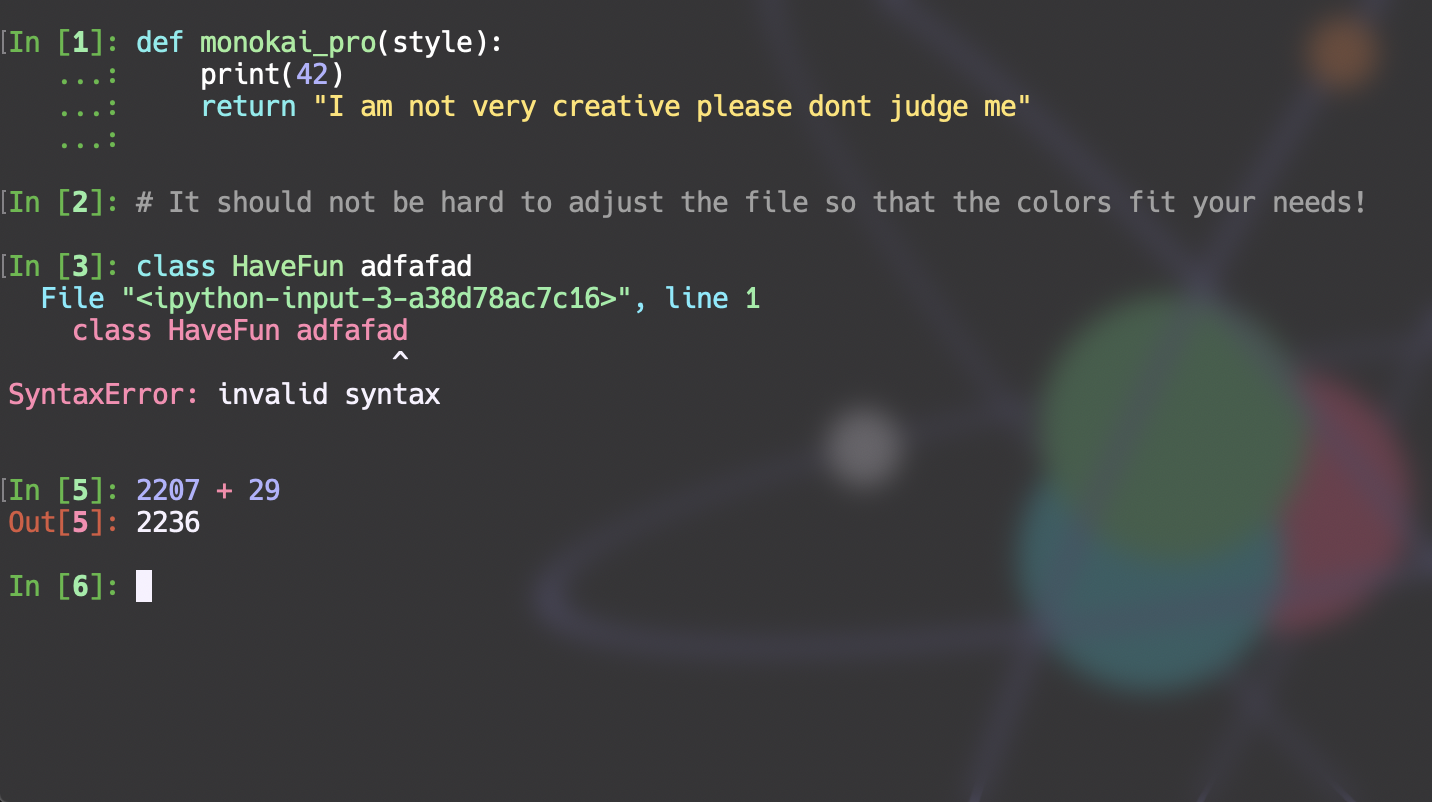 In [1]: def monokai_pro(style):
   ...:     print(42)
   ...:     return "I am not very creative please dont judge me"
   ...:
In [2]: # It should not be hard to adjust the file so that the colors fit your needs!
In [3]: class HaveFun adfafad
  File "<ipython-input-3-a38d78ac7c16>", line 1
    class HaveFun adfafad
                        ^
SyntaxError: invalid syntax
In [5]: 2207 + 29
Out[5]: 2236
In [6]: